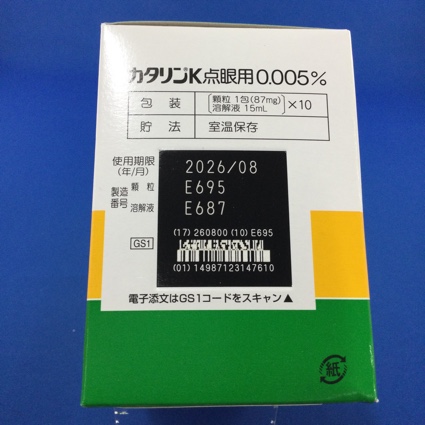 カタリンK点眼用0.005%
包装 [顆粒 1包(87mg) 溶解液 15mL]×10
貯法 室温保存
使用期限 (年/月) 2026/08
製造番号 顆粒 E695
溶解液 E687
(17) 260800 (10) E695
GS1
(01) 14987123147610
電子添文はGS1コードをスキャン▲
紙